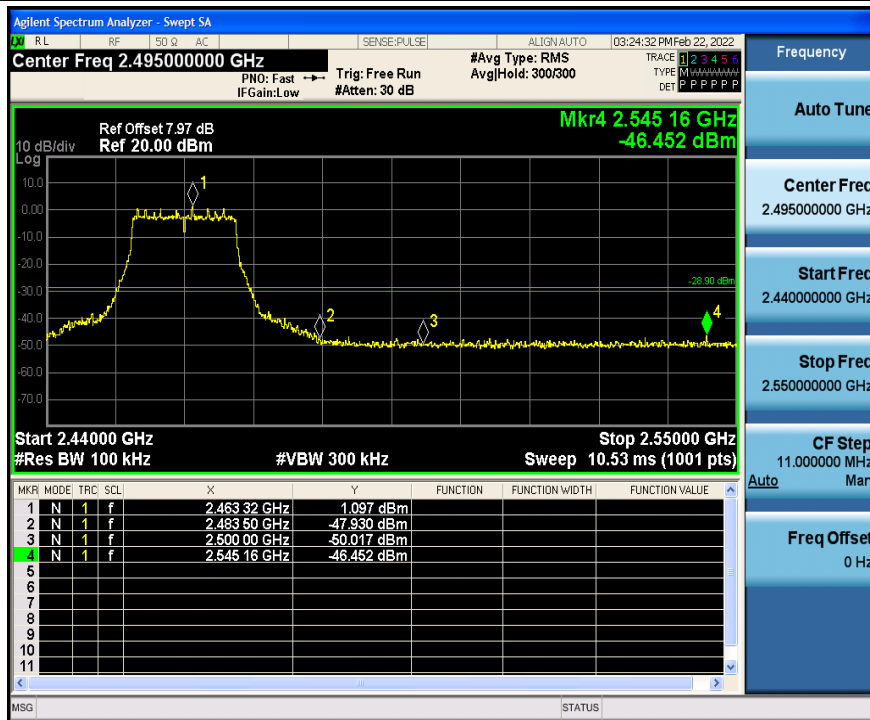 Agilent Spectrum Analyzer - Swept SA
LXI RL RF 50 Ω AC SENSE:PULSE ALIGN AUTO 03:24:32 PM Feb 22, 2022
Center Freq 2.495000000 GHz
PNO: Fast
IFGain:Low
Trig: Free Run
#Atten: 30 dB
#Avg Type: RMS
Avg|Hold: 300/300
TRACE 1 2 3 4 5 6
TYPE M
DET P P P P P P
Mkr4 2.545 16 GHz
-46.452 dBm
Ref Offset 7.97 dB
10 dB/div Ref 20.00 dBm
Log
10.0
0.00
-10.0
-20.0
-30.0
-40.0
-50.0
-60.0
-70.0
1
2
3
4
-28.90 dBm
Start 2.44000 GHz Stop 2.55000 GHz
#Res BW 100 kHz #VBW 300 kHz Sweep 10.53 ms (1001 pts)
MKR MODE TRC SCL X Y FUNCTION FUNCTION WIDTH FUNCTION VALUE
1 N 1 f 2.463 32 GHz 1.097 dBm
2 N 1 f 2.483 50 GHz -47.930 dBm
3 N 1 f 2.500 00 GHz -50.017 dBm
4 N 1 f 2.545 16 GHz -46.452 dBm
5
6
7
8
9
10
11
MSG STATUS
Frequency
Auto Tune
Center Freq
2.495000000 GHz
Start Freq
2.440000000 GHz
Stop Freq
2.550000000 GHz
CF Step
11.000000 MHz
Auto Man
Freq Offset
0 Hz